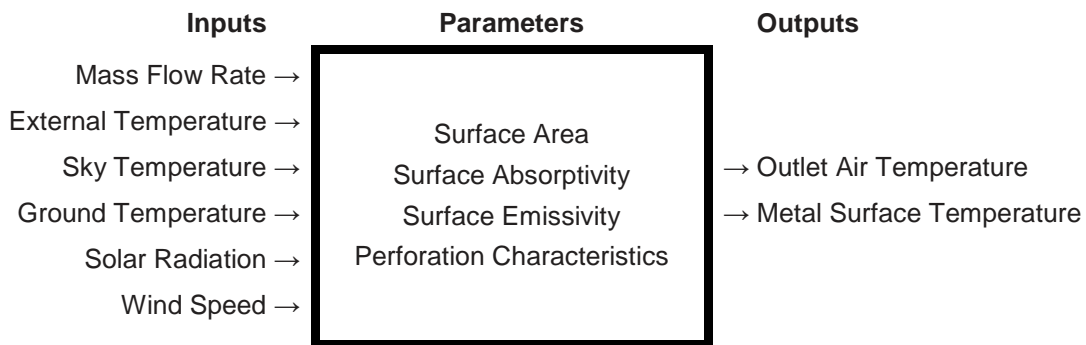 Inputs Parameters Outputs
Mass Flow Rate →
External Temperature →
Sky Temperature →
Ground Temperature →
Solar Radiation →
Wind Speed →
Surface Area
Surface Absorptivity
Surface Emissivity
Perforation Characteristics
→ Outlet Air Temperature
→ Metal Surface Temperature